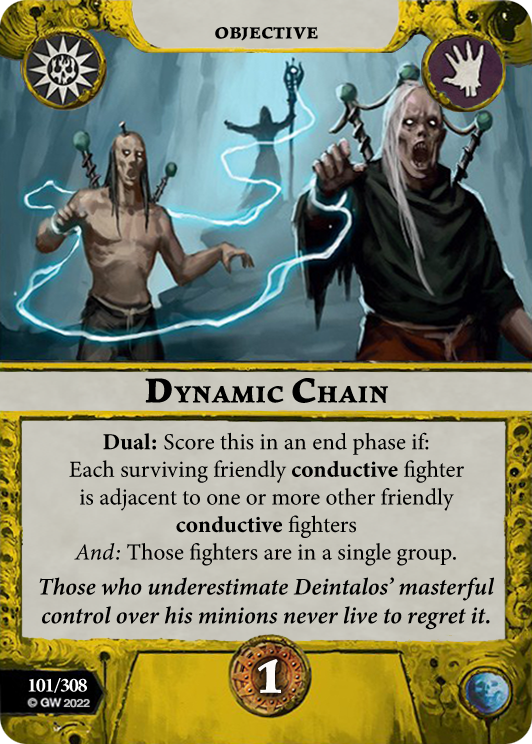 OBJECTIVE
DYNAMIC CHAIN
Dual: Score this in an end phase if:
Each surviving friendly conductive fighter
is adjacent to one or more other friendly
conductive fighters
And: Those fighters are in a single group.
Those who underestimate Deintalos’ masterful
control over his minions never live to regret it.
101/308
© GW 2022
1